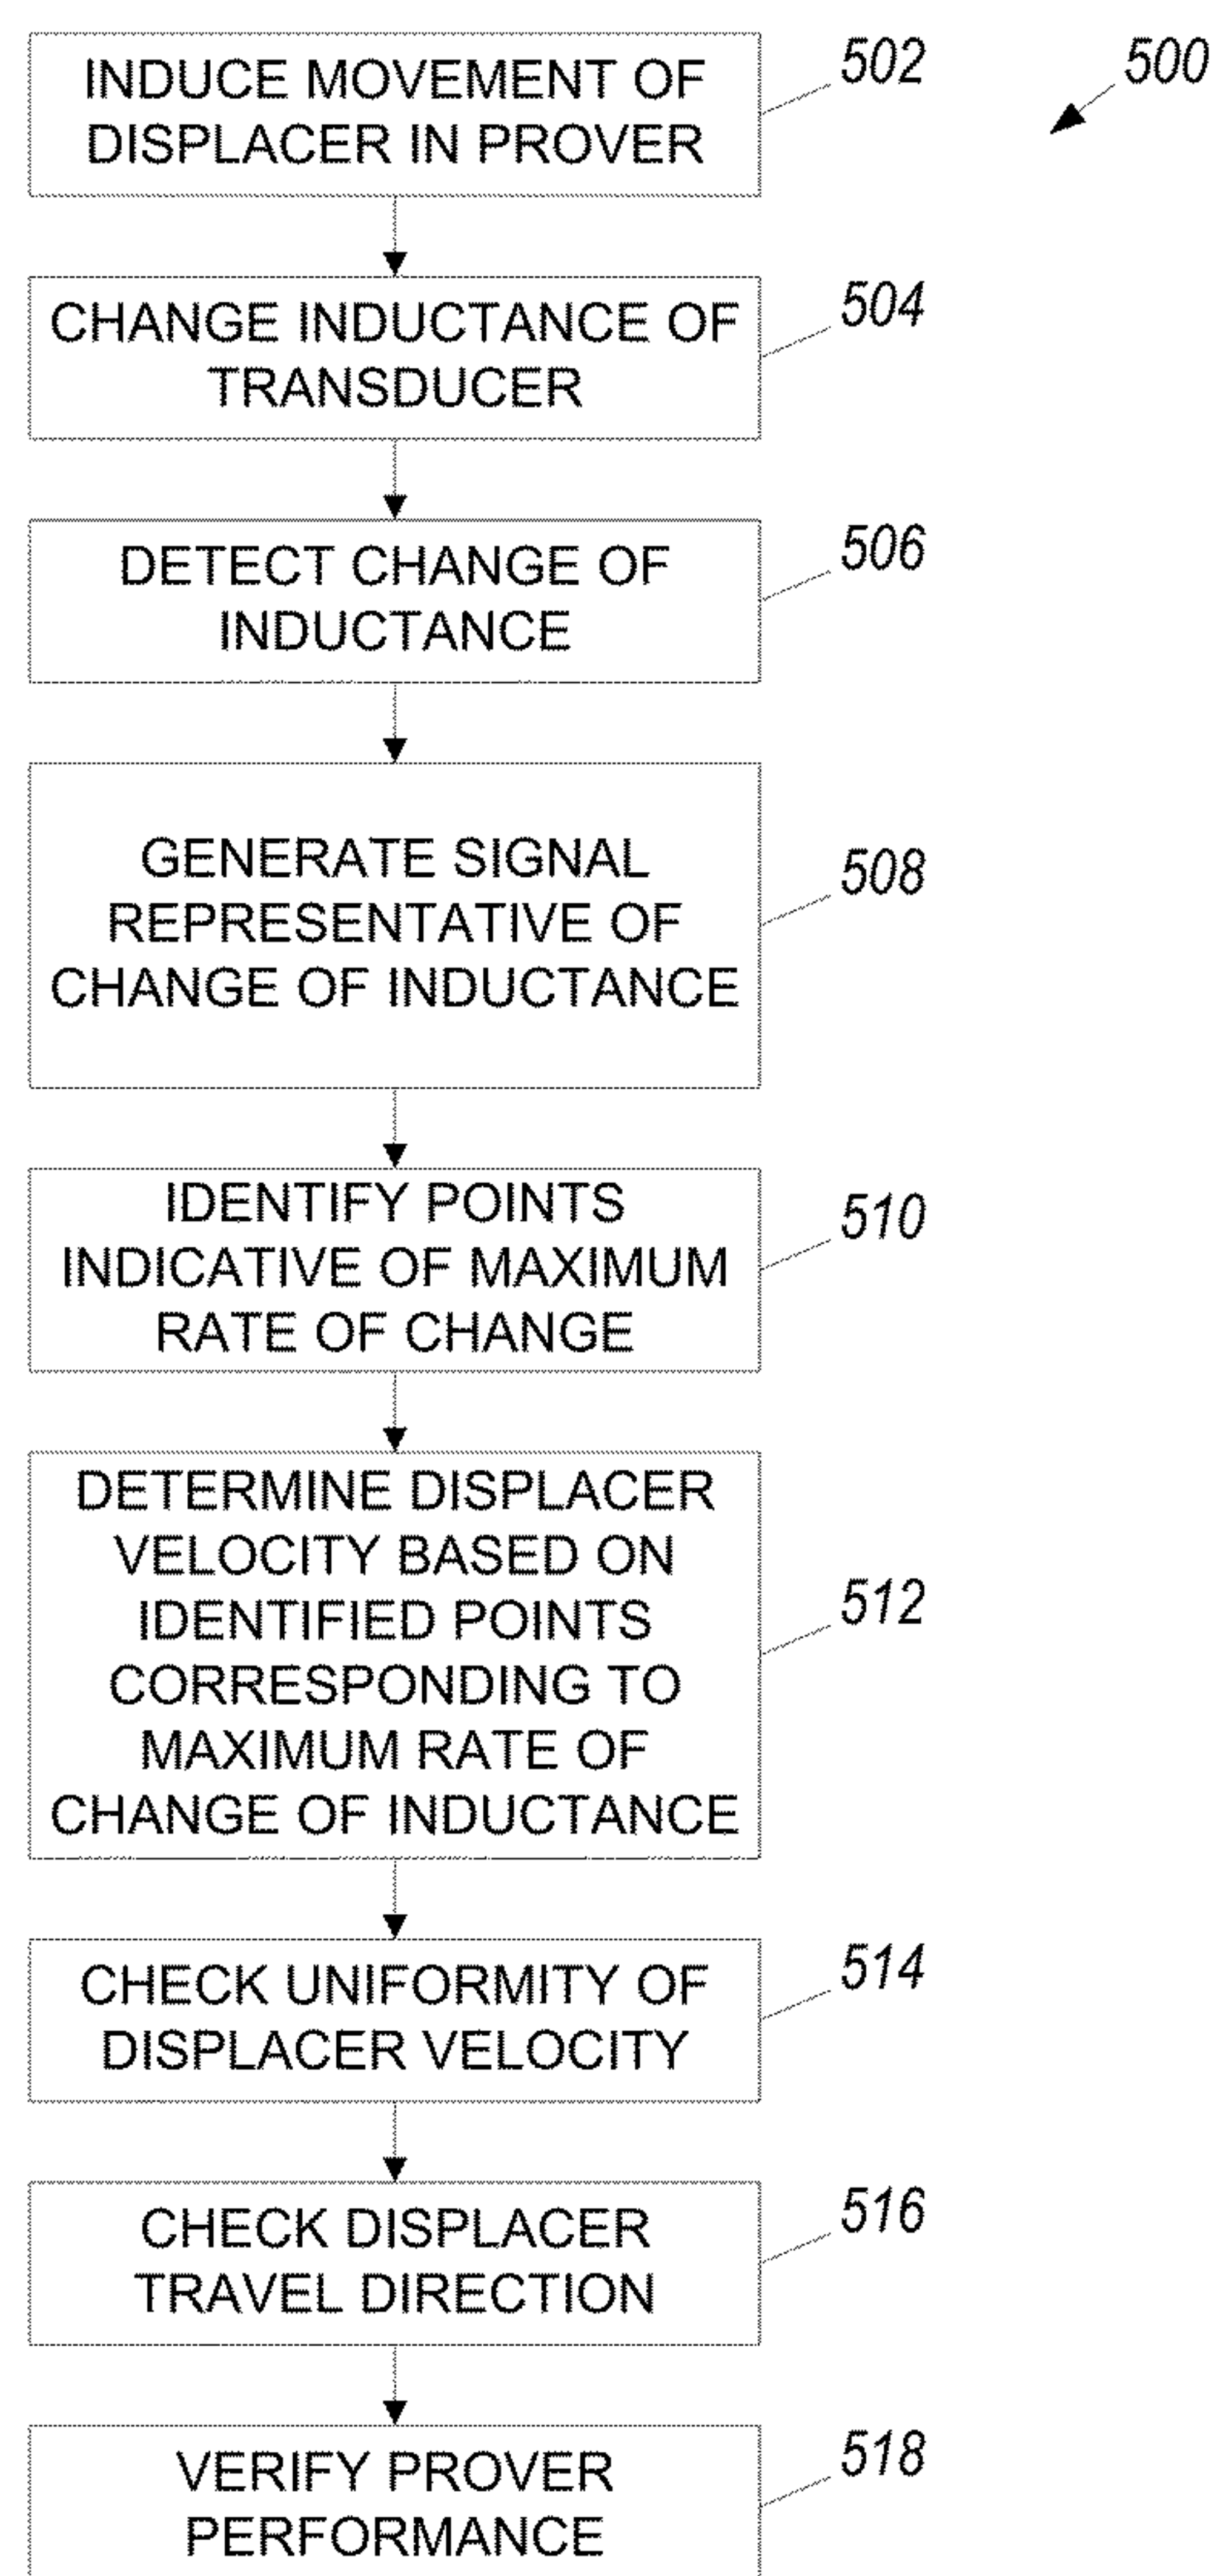 INDUCE MOVEMENT OF
DISPLACER IN PROVER
502
500
CHANGE INDUCTANCE OF
TRANSDUCER
504
DETECT CHANGE OF
INDUCTANCE
506
GENERATE SIGNAL
REPRESENTATIVE OF
CHANGE OF INDUCTANCE
508
IDENTIFY POINTS
INDICATIVE OF MAXIMUM
RATE OF CHANGE
510
DETERMINE DISPLACER
VELOCITY BASED ON
IDENTIFIED POINTS
CORRESPONDING TO
MAXIMUM RATE OF
CHANGE OF INDUCTANCE
512
CHECK UNIFORMITY OF
DISPLACER VELOCITY
514
CHECK DISPLACER
TRAVEL DIRECTION
516
VERIFY PROVER
PERFORMANCE
518